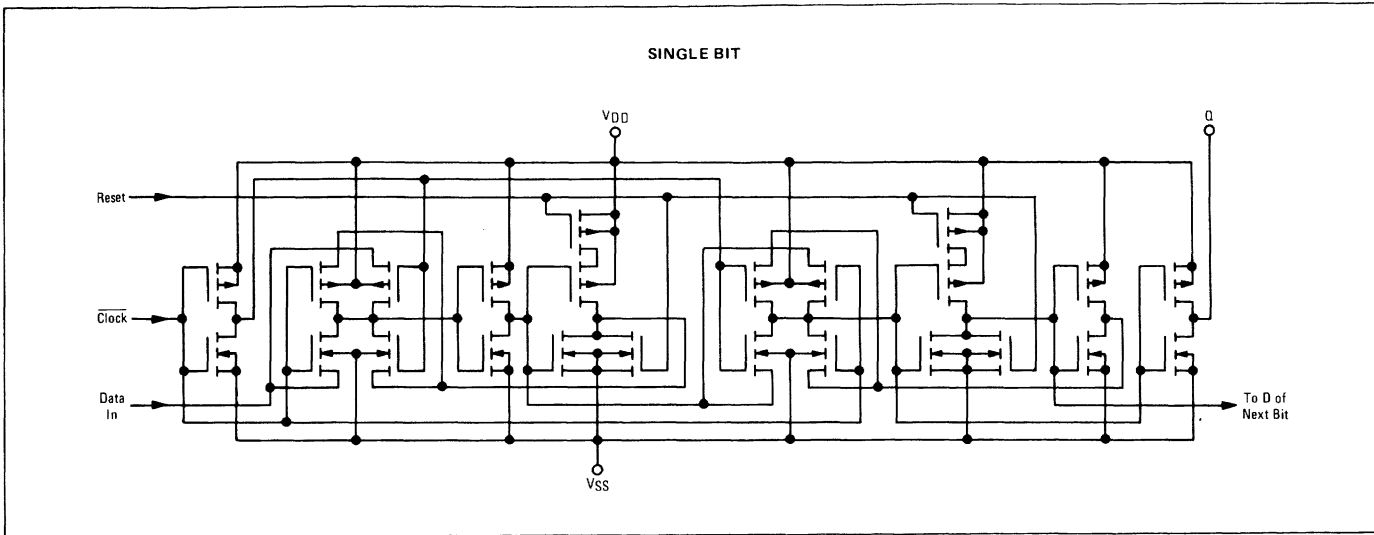 SINGLE BIT
VDD
Q
Reset
Clock
Data
In
To D of
Next Bit
VSS